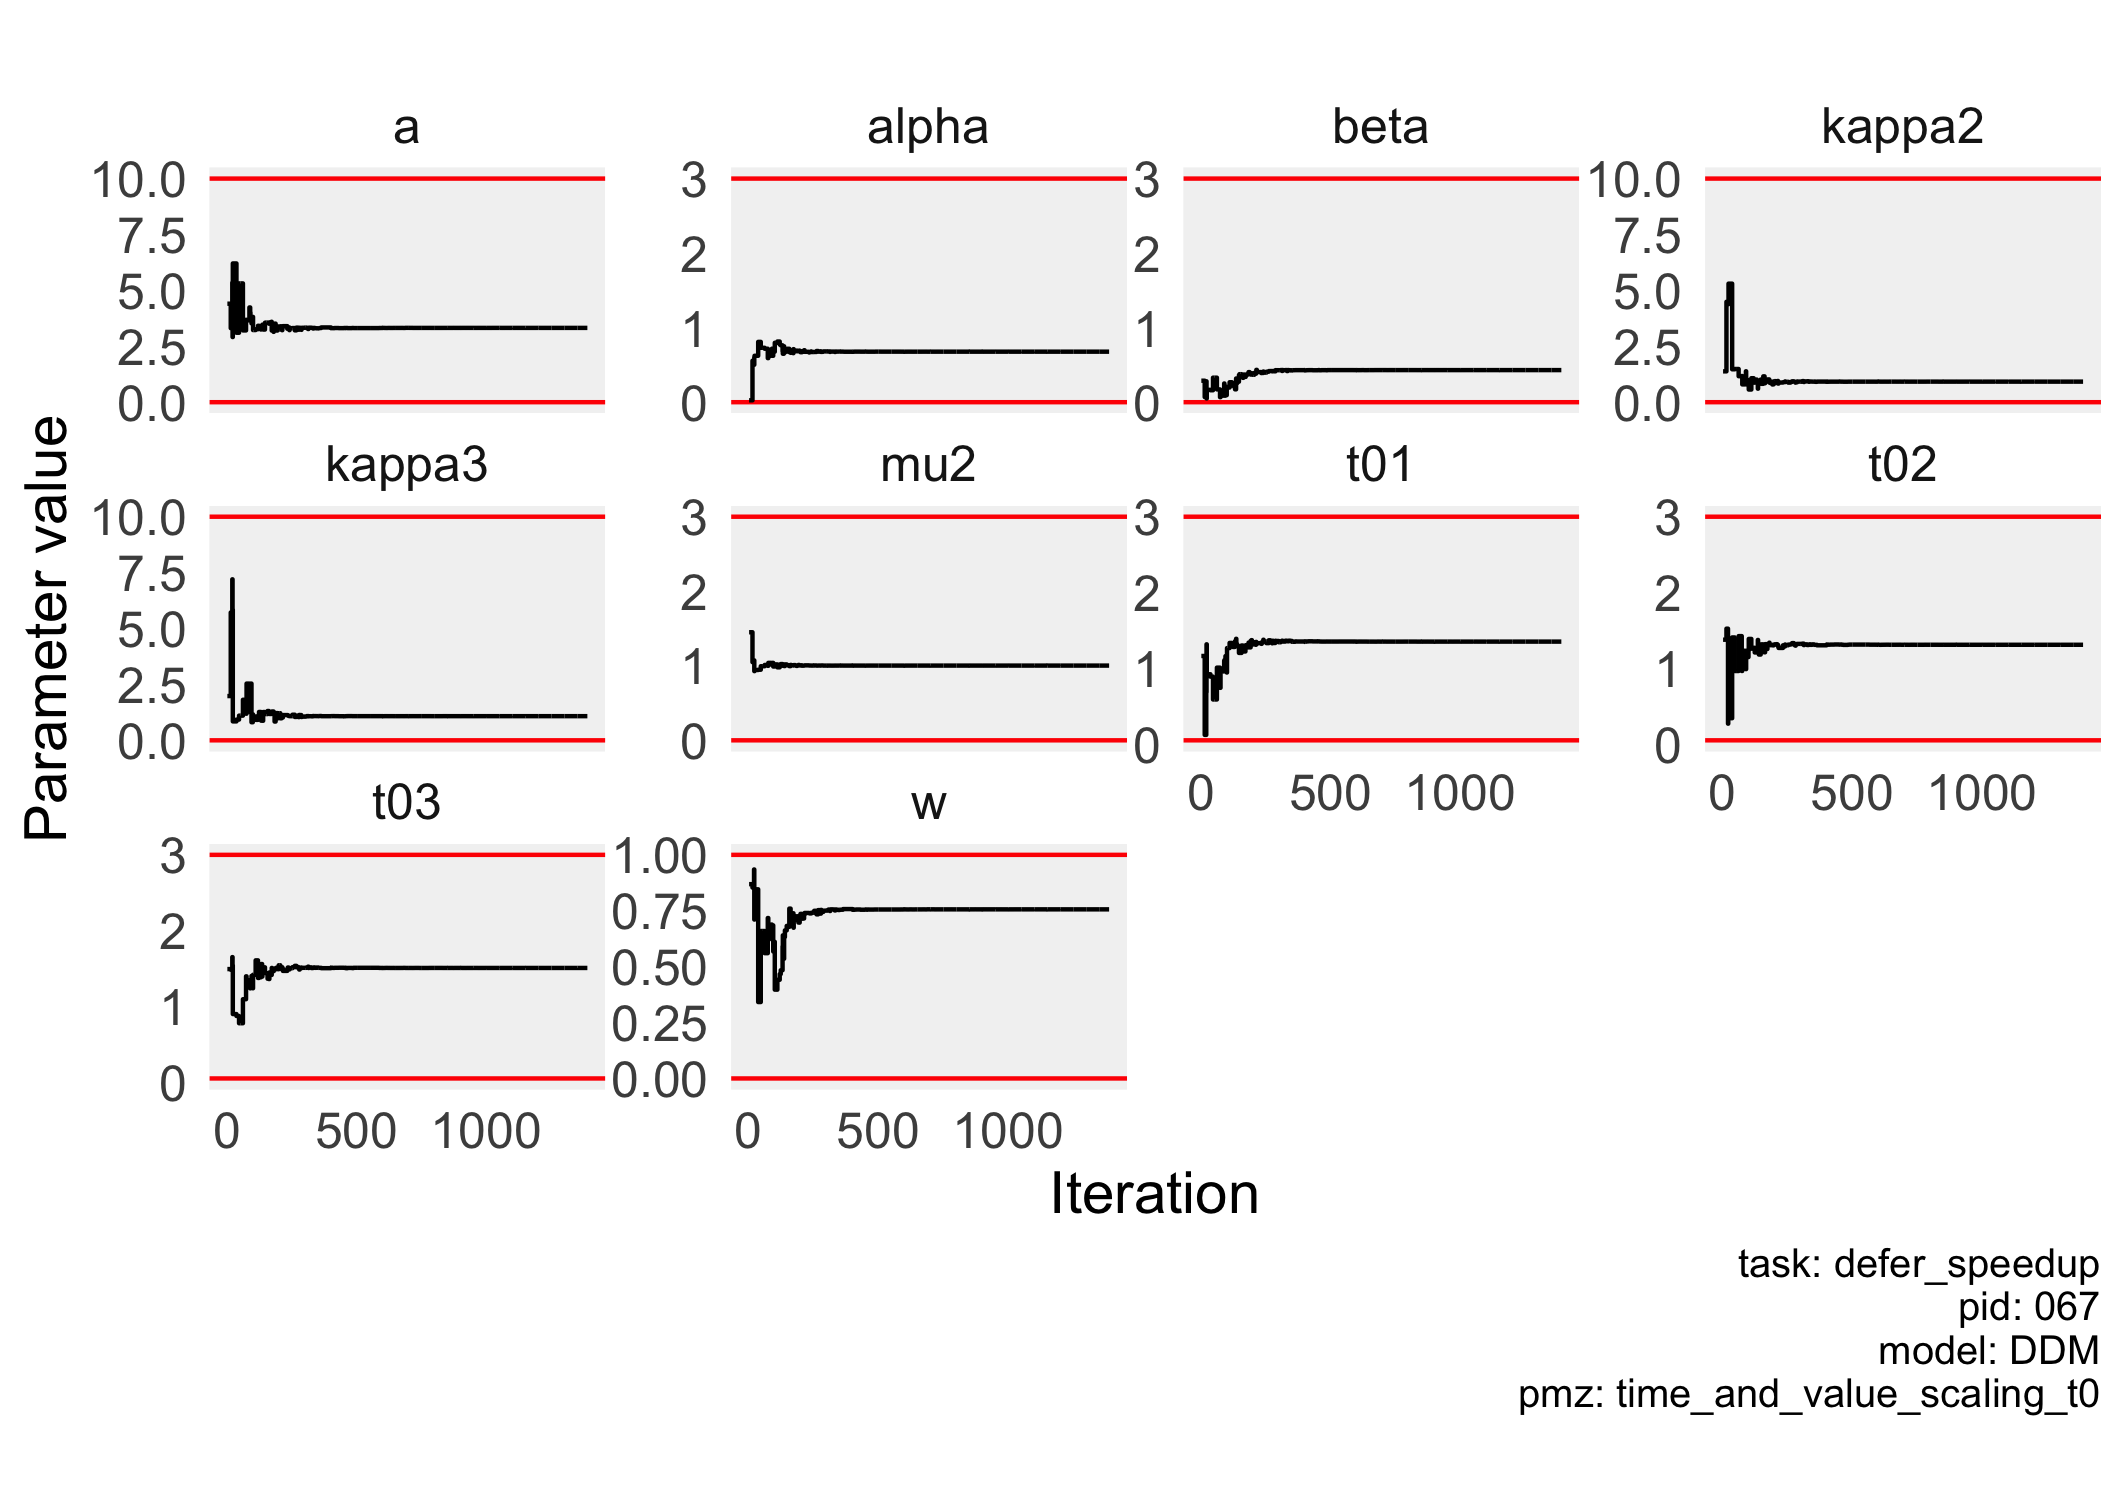 a alpha beta kappa2
10.0 3 3 10.0
7.5 2 2 7.5
5.0 1 1 5.0
2.5 0 0 2.5
0.0 0.0
kappa3 mu2 t01 t02
10.0 3 3 3
7.5 2 2 2
5.0 1 1 1
2.5 0 0 0
0.0
0 500 1000 0 500 1000
t03 w
3 1.00
2 0.75
1 0.50
0 0.25
0.00
0 500 1000 0 500 1000
Parameter value
Iteration
task: defer_speedup
pid: 067
model: DDM
pmz: time_and_value_scaling_t0